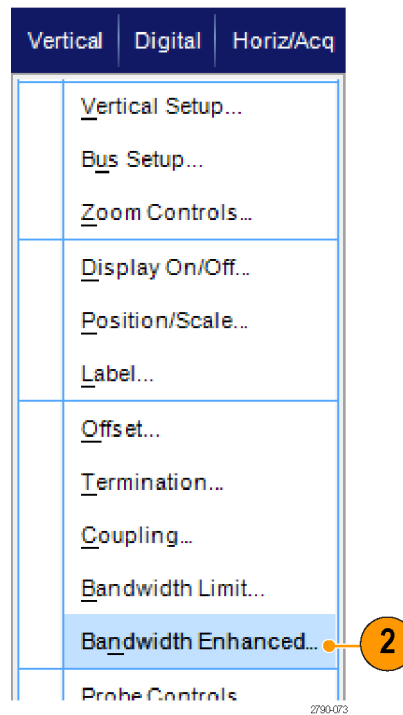 Vertical Digital Horiz/Acq
Vertical Setup...
Bus Setup...
Zoom Controls...
Display On/Off...
Position/Scale...
Label...
Offset...
Termination...
Coupling...
Bandwidth Limit...
Bandwidth Enhanced...
2
Probe Controls
2790-073